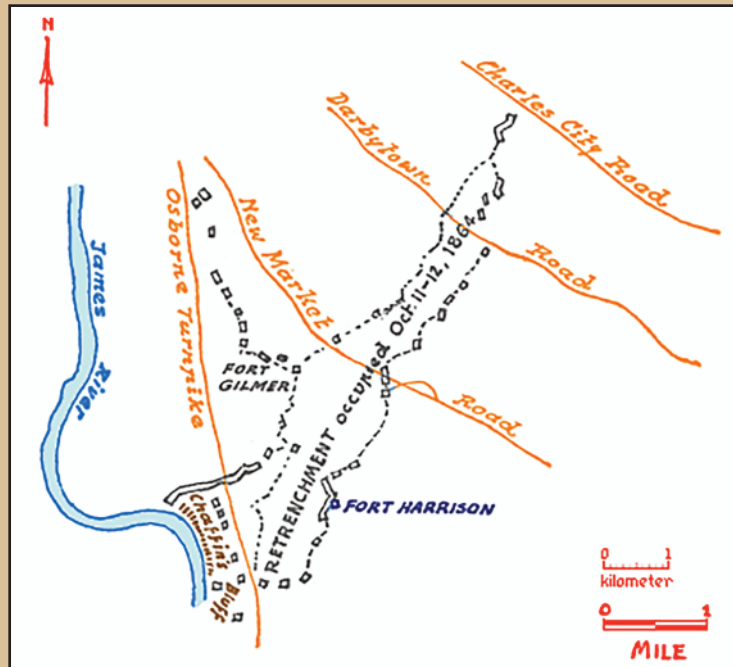 N
Charles City Road
Darbytown Road
New Market Road
Osborne Turnpike
James River
FORT
GILMER
RETRENCHMENT occupied Oct. 11-12, 1864
FORT HARRISON
Chaffin's Bluff
0 1
kilometer
0 1
MILE